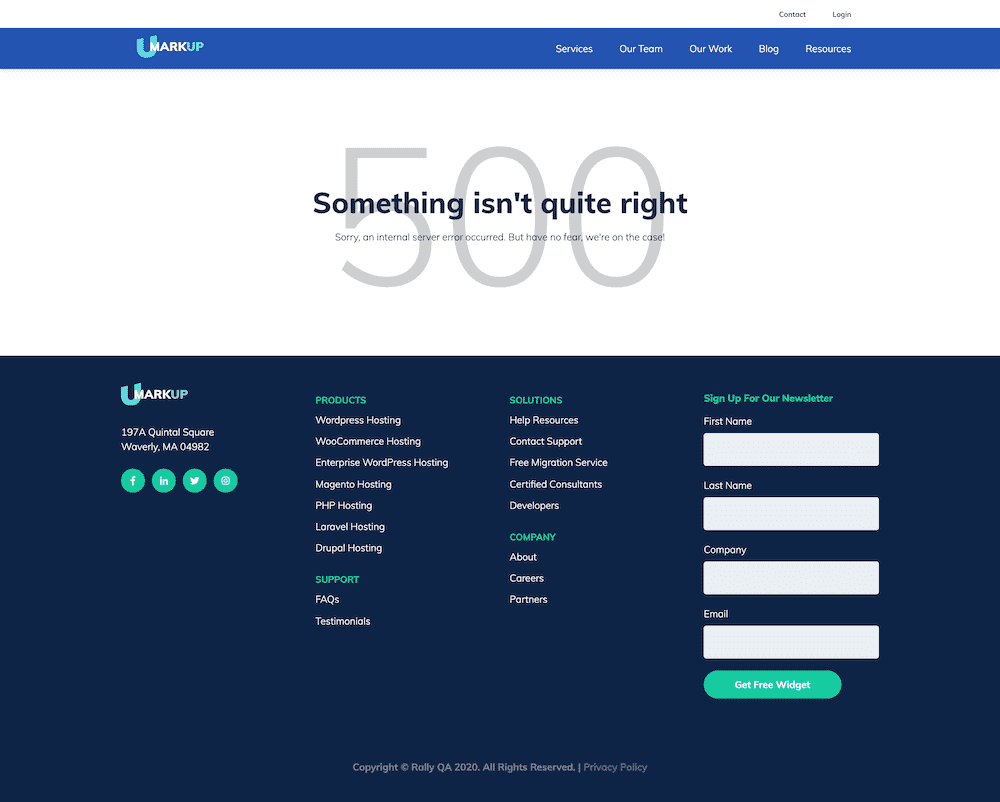 Contact Login
UMARKUP
Services Our Team Our Work Blog Resources
500
Something isn't quite right
Sorry, an internal server error occurred. But have no fear, we're on the case!
UMARKUP
197A Quintal Square
Waverly, MA 04982
PRODUCTS
Wordpress Hosting
WooCommerce Hosting
Enterprise WordPress Hosting
Magento Hosting
PHP Hosting
Laravel Hosting
Drupal Hosting
SUPPORT
FAQs
Testimonials
SOLUTIONS
Help Resources
Contact Support
Free Migration Service
Certified Consultants
Developers
COMPANY
About
Careers
Partners
Sign Up For Our Newsletter
First Name
Last Name
Company
Email
Get Free Widget
Copyright © Rally QA 2020. All Rights Reserved. | Privacy Policy